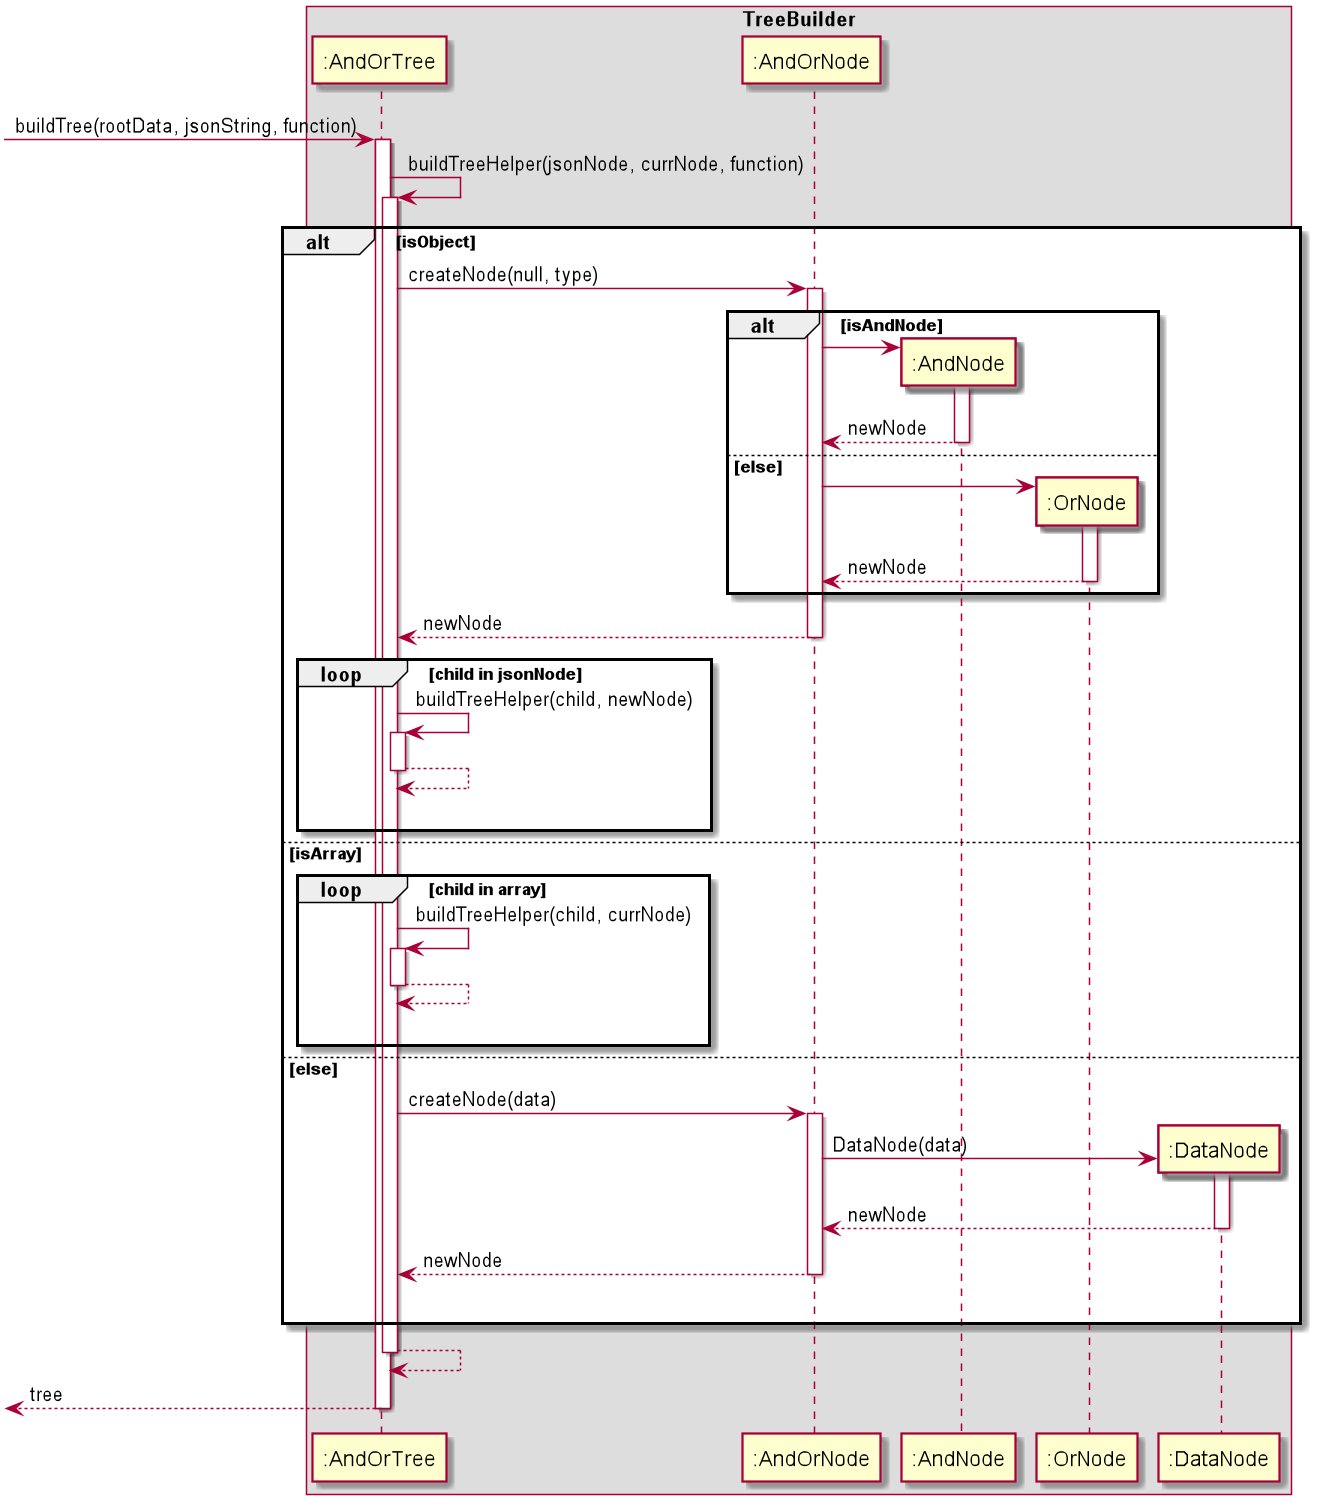 TreeBuilder
:AndOrTree
:AndOrNode
buildTree(rootData, jsonString, function)
buildTreeHelper(jsonNode, currNode, function)
alt
[isObject]
createNode(null, type)
alt
[isAndNode]
:AndNode
newNode
[else]
:OrNode
newNode
newNode
loop
[child in jsonNode]
buildTreeHelper(child, newNode)
[isArray]
loop
[child in array]
buildTreeHelper(child, currNode)
[else]
createNode(data)
DataNode(data)
:DataNode
newNode
newNode
tree
:AndOrTree
:AndOrNode
:AndNode
:OrNode
:DataNode